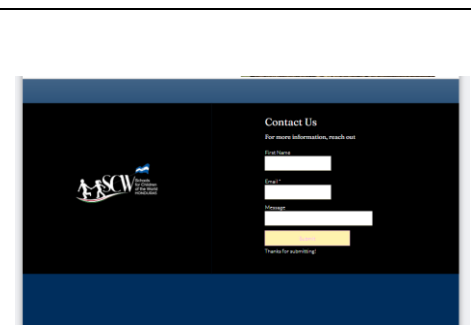 Contact Us
For more information, reach out
First Name
Email *
SCW
Schools
for Children
of the World
HONDURAS
Message
Thanks for submitting!